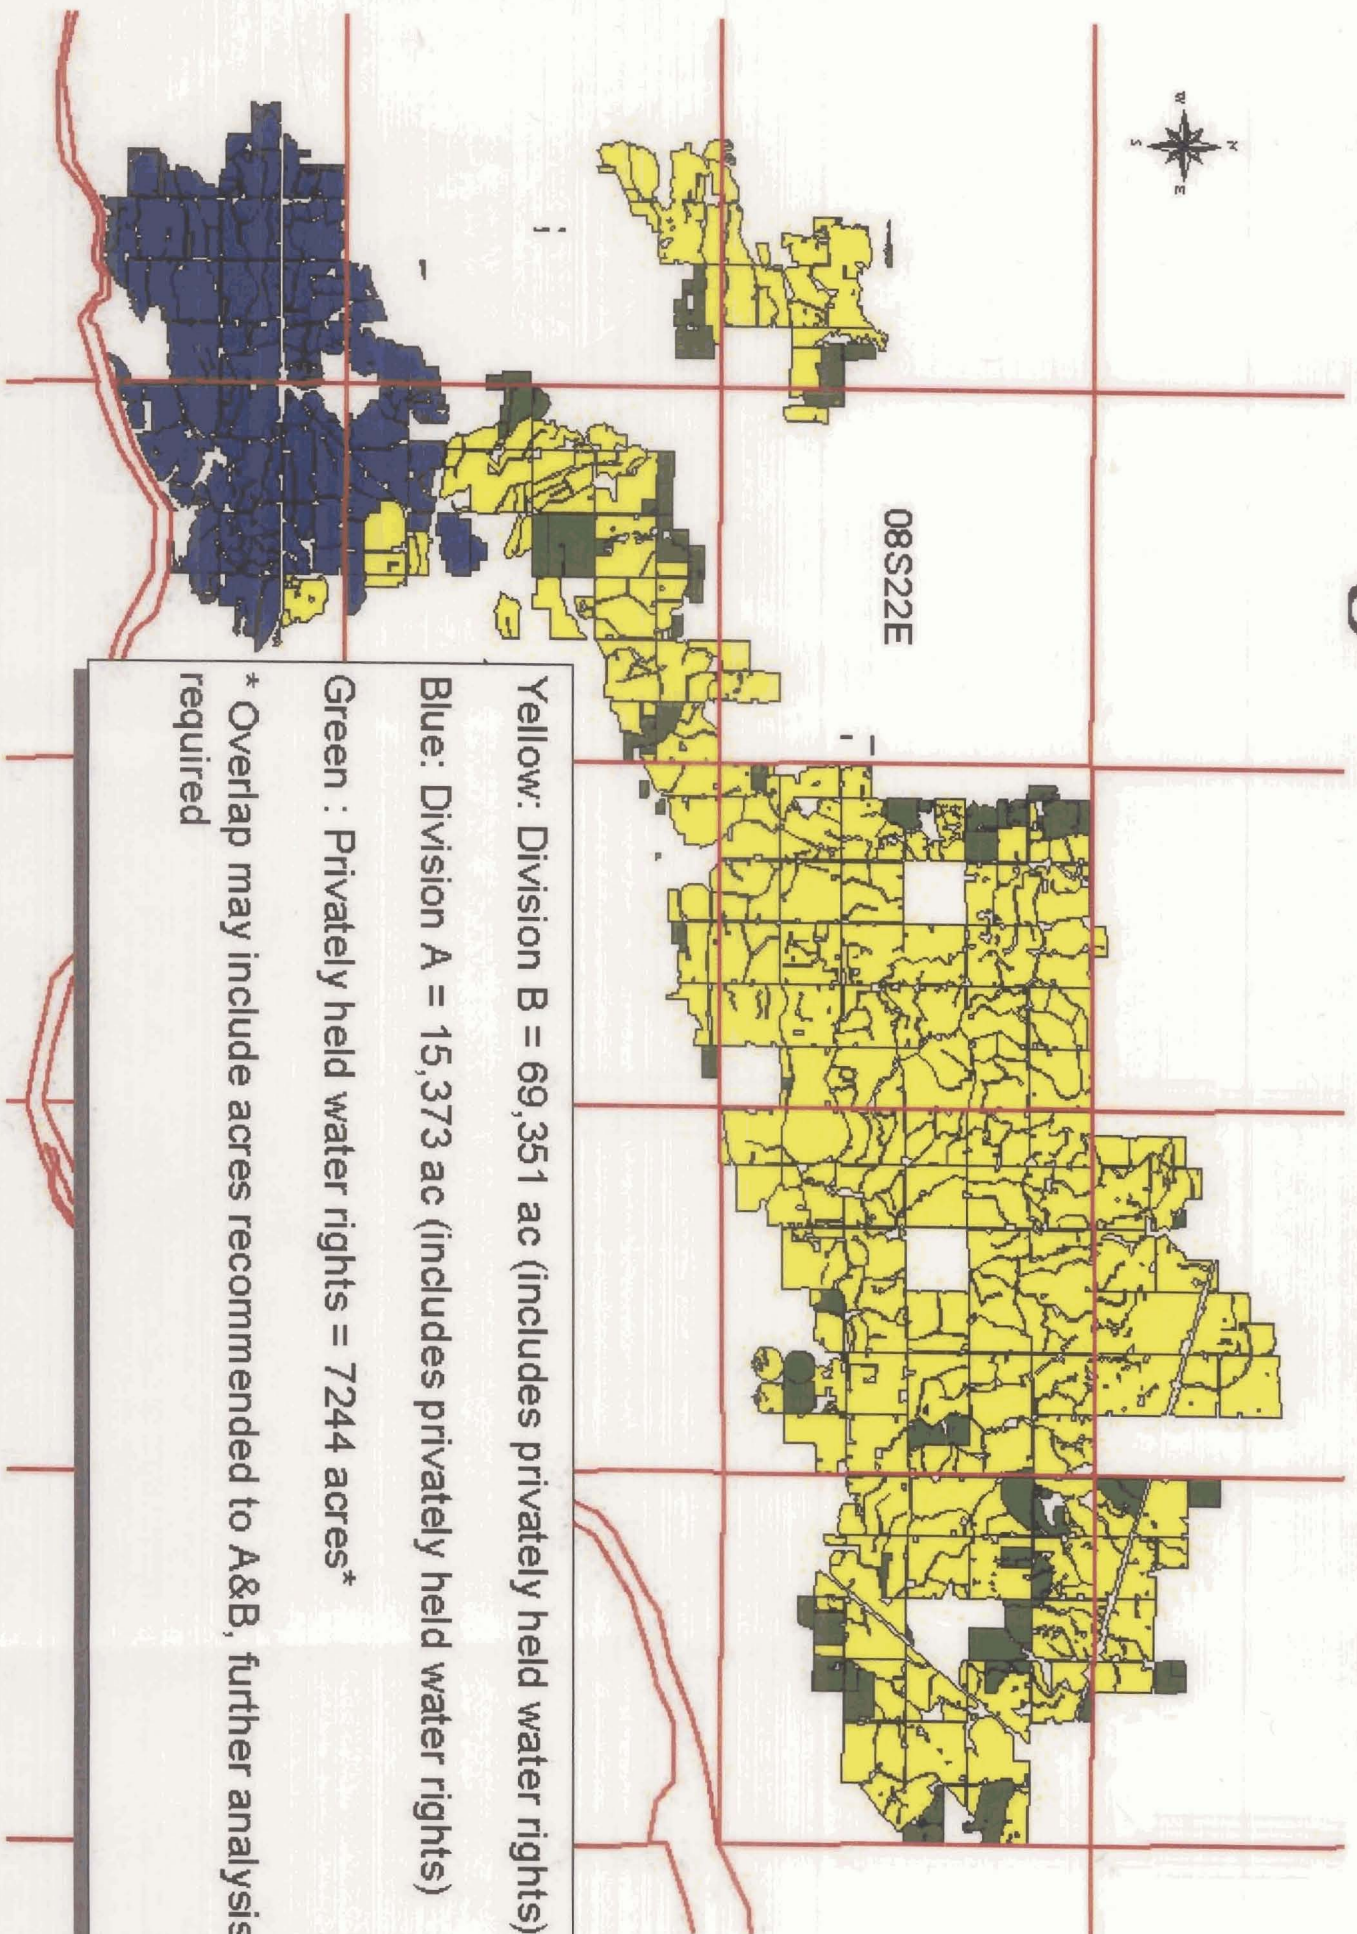 N
W
E
S
08S22E
Yellow: Division B = 69,351 ac (includes privately held water rights)
Blue: Division A = 15,373 ac (includes privately held water rights)
Green : Privately held water rights = 7244 acres*
* Overlap may include acres recommended to A&B, further analysis
required